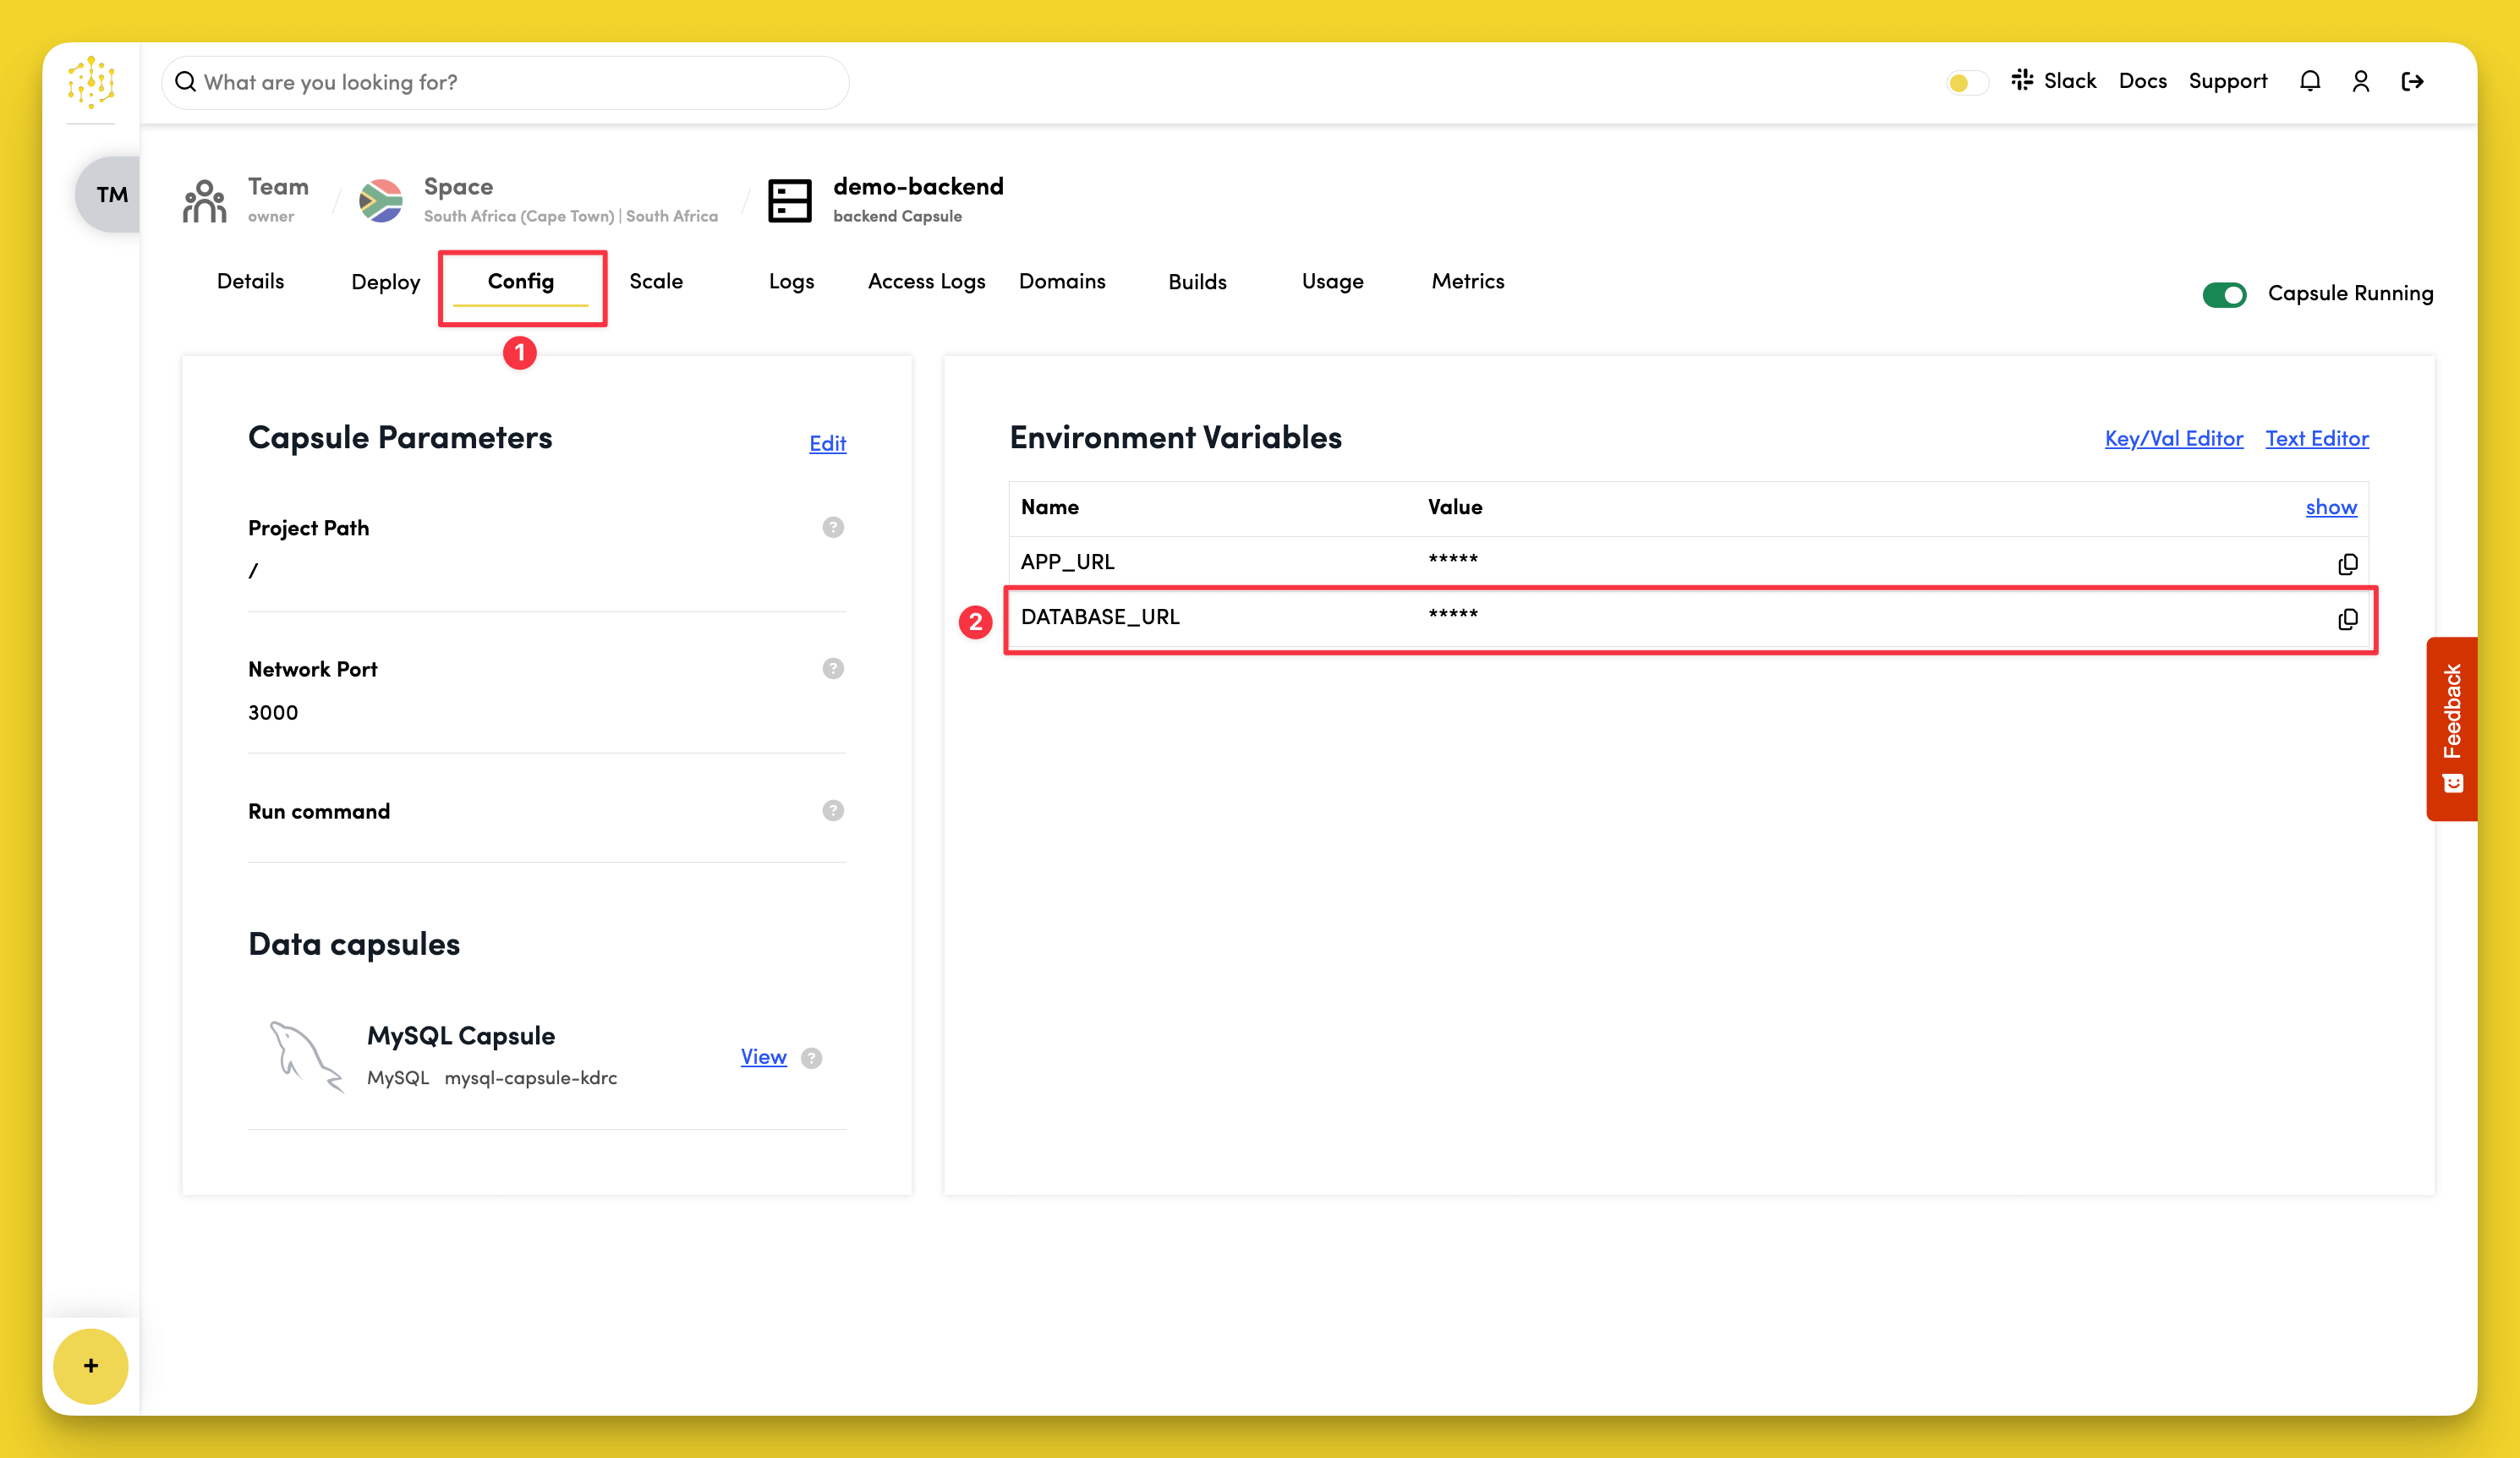 What are you looking for?
Slack Docs Support
TM
Team
owner
/
Space
South Africa (Cape Town) | South Africa
/
demo-backend
backend Capsule
Details Deploy Config Scale Logs Access Logs Domains Builds Usage Metrics
Capsule Running
1
Capsule Parameters
Edit
Project Path
?
/
Network Port
?
3000
Run command
?
Data capsules
MySQL Capsule
MySQL mysql-capsule-kdrc
View ?
Environment Variables
Key/Val Editor Text Editor
Name Value show
APP_URL *****
2
DATABASE_URL *****
Feedback
+